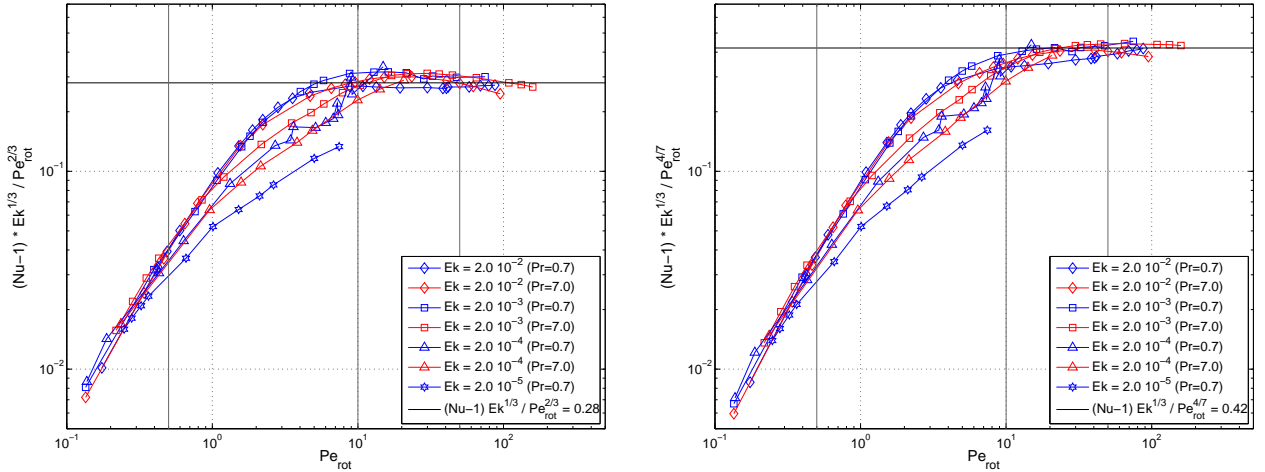 (Nu−1) * Ek^1/3 / Pe_rot^2/3
10^−1
10^−2
10^−1
10^0
10^1
10^2
Pe_rot
Ek = 2.0 10^−2 (Pr=0.7)
Ek = 2.0 10^−2 (Pr=7.0)
Ek = 2.0 10^−3 (Pr=0.7)
Ek = 2.0 10^−3 (Pr=7.0)
Ek = 2.0 10^−4 (Pr=0.7)
Ek = 2.0 10^−4 (Pr=7.0)
Ek = 2.0 10^−5 (Pr=0.7)
(Nu−1) Ek^1/3 / Pe_rot^2/3 = 0.28
(Nu−1) * Ek^1/3 / Pe_rot^4/7
10^−1
10^−2
10^−1
10^0
10^1
10^2
Pe_rot
Ek = 2.0 10^−2 (Pr=0.7)
Ek = 2.0 10^−2 (Pr=7.0)
Ek = 2.0 10^−3 (Pr=0.7)
Ek = 2.0 10^−3 (Pr=7.0)
Ek = 2.0 10^−4 (Pr=0.7)
Ek = 2.0 10^−4 (Pr=7.0)
Ek = 2.0 10^−5 (Pr=0.7)
(Nu−1) Ek^1/3 / Pe_rot^4/7 = 0.42